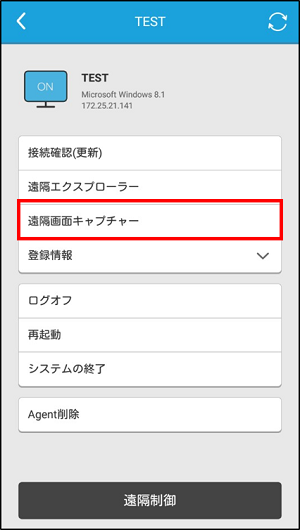 TEST
ON
TEST
Microsoft Windows 8.1
172.25.21.141
接続確認(更新)
遠隔エクスプローラー
遠隔画面キャプチャー
登録情報
ログオフ
再起動
システムの終了
Agent削除
遠隔制御